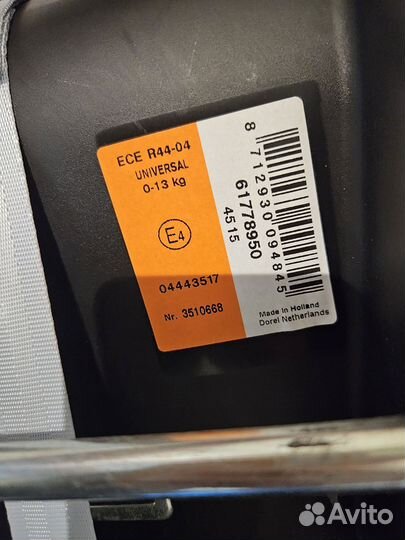 ECE R44-04
UNIVERSAL
0-13 kg
E4
04443517
Nr. 3510668
8 712930 094845
61778950
4515
Made in Holland
Dorel Netherlands
Avito